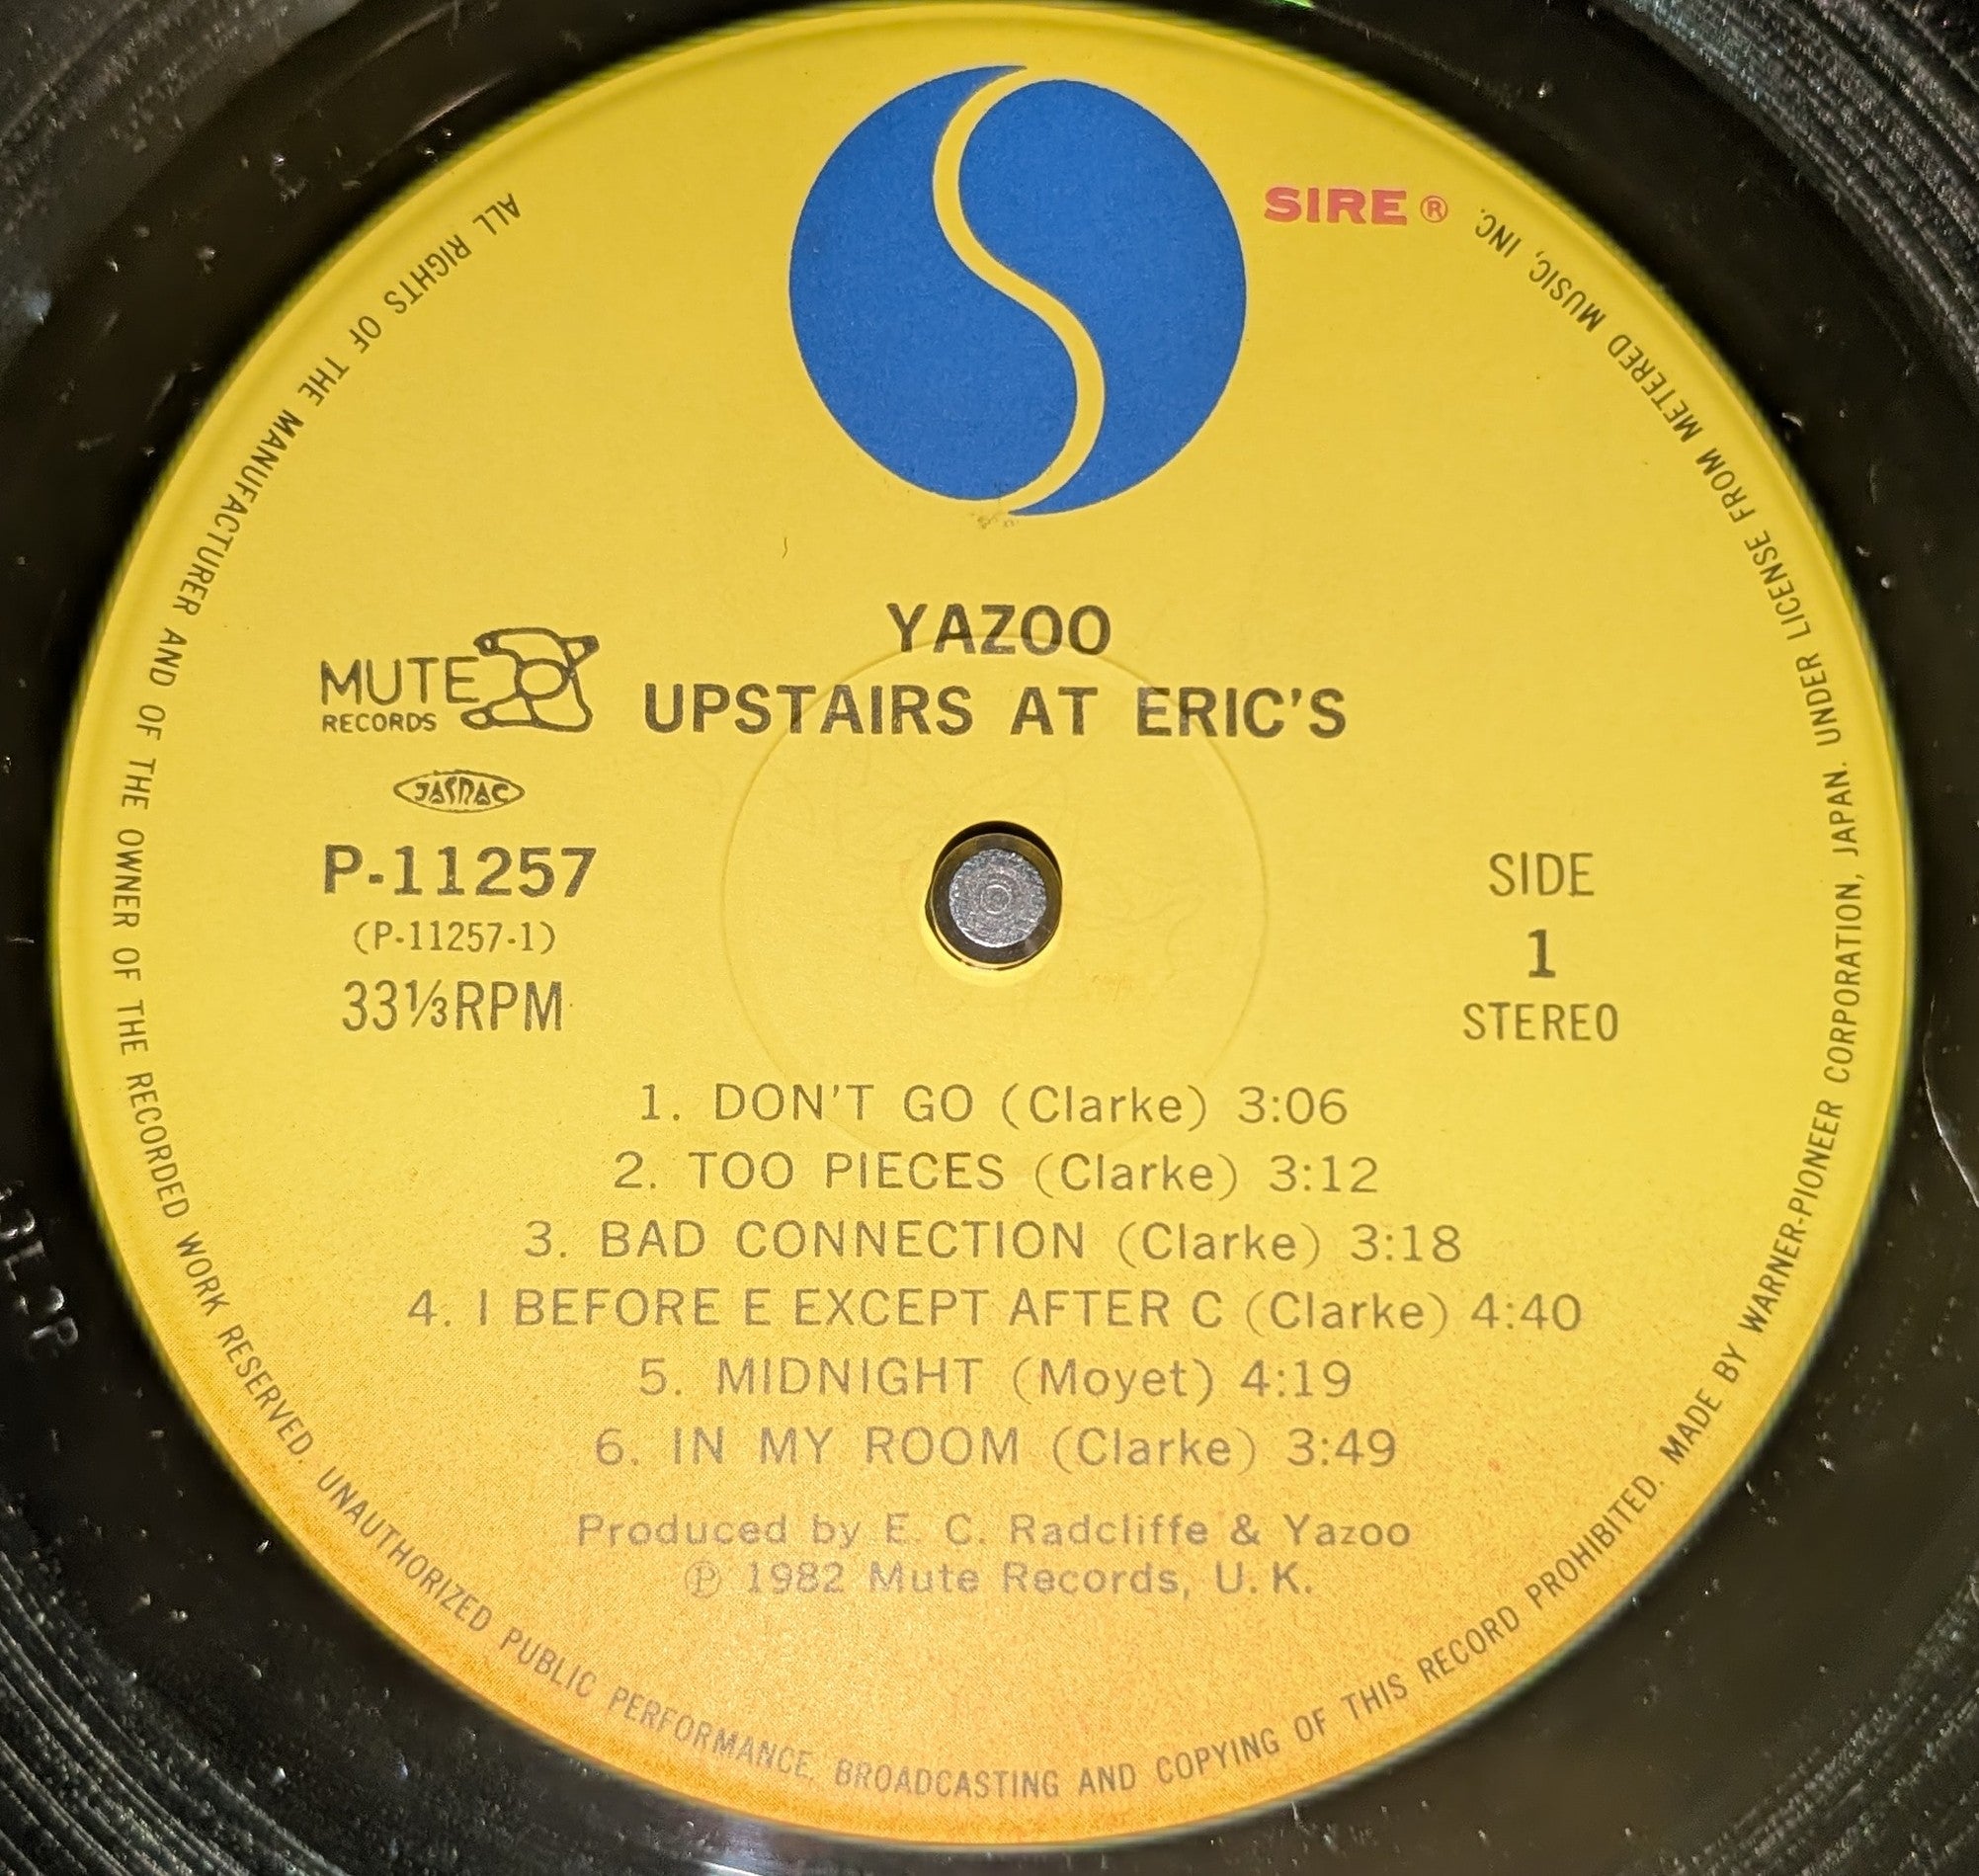 SIRE ®
YAZOO
UPSTAIRS AT ERIC'S
MUTE
RECORDS
JASRAC
P-11257
(P-11257-1)
33⅓RPM
SIDE
1
STEREO
1. DON'T GO (Clarke) 3:06
2. TOO PIECES (Clarke) 3:12
3. BAD CONNECTION (Clarke) 3:18
4. I BEFORE E EXCEPT AFTER C (Clarke) 4:40
5. MIDNIGHT (Moyet) 4:19
6. IN MY ROOM (Clarke) 3:49
Produced by E. C. Radcliffe & Yazoo
℗ 1982 Mute Records, U. K.
ALL RIGHTS OF THE MANUFACTURER AND OF THE OWNER OF THE RECORDED WORK RESERVED. UNAUTHORIZED PUBLIC PERFORMANCE, BROADCASTING AND COPYING OF THIS RECORD PROHIBITED. MADE BY WARNER-PIONEER CORPORATION, JAPAN. UNDER LICENSE FROM METERED MUSIC, INC.